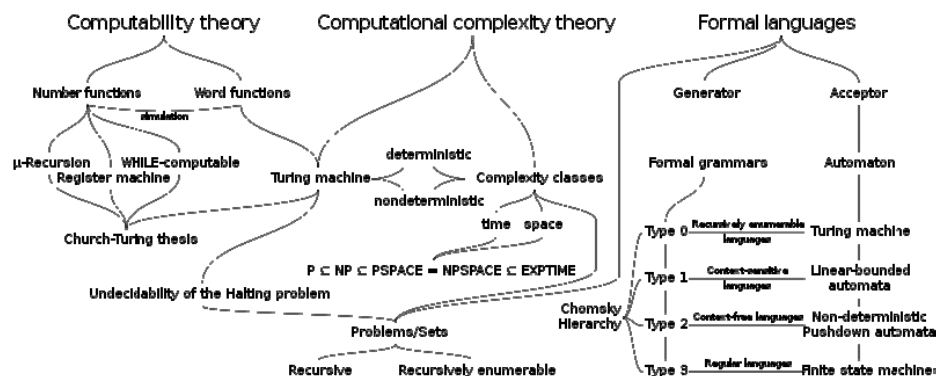 Computability theory
Computational complexity theory
Formal languages
Number functions
Word functions
Generator
Acceptor
simulation
μ-Recursion
WHILE-computable
Register machine
Turing machine
deterministic
nondeterministic
Complexity classes
Formal grammars
Automaton
Church-Turing thesis
time
space
Type 0
Recursively enumerable
languages
Turing machine
P ⊆ NP ⊆ PSPACE = NPSPACE ⊆ EXPTIME
Type 1
Context-sensitive
languages
Linear-bounded
automata
Undecidability of the Halting problem
Chomsky
Hierarchy
Type 2
Context-free languages
Non-deterministic
Pushdown automata
Problems/Sets
Recursive
Recursively enumerable
Type 3
Regular languages
Finite state machine